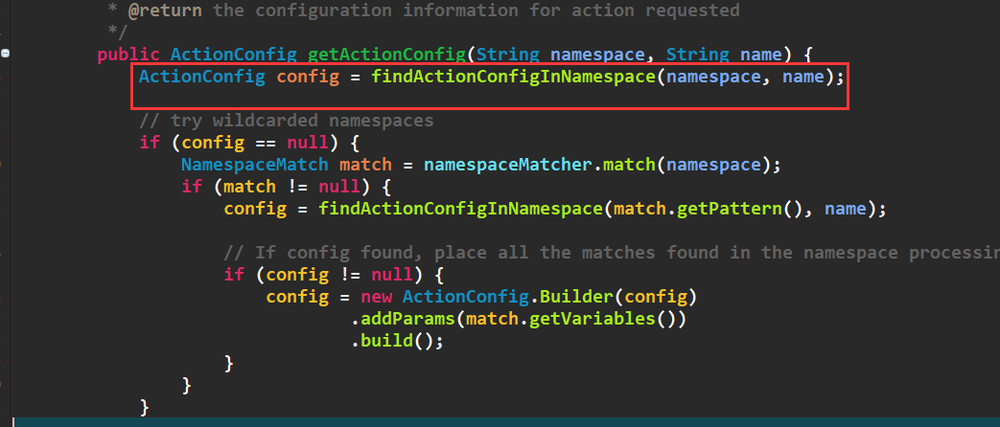 * @return the configuration information for action requested
*/
public ActionConfig getActionConfig(String namespace, String name) {
ActionConfig config = findActionConfigInNamespace(namespace, name);
// try wildcarded namespaces
if (config == null) {
NamespaceMatch match = namespaceMatcher.match(namespace);
if (match != null) {
config = findActionConfigInNamespace(match.getPattern(), name);
// If config found, place all the matches found in the namespace processin
if (config != null) {
config = new ActionConfig.Builder(config)
.addParams(match.getVariables())
.build();
}
}
}